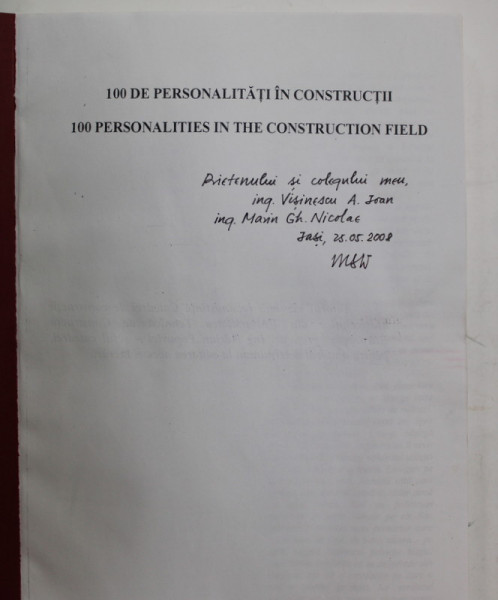 100 DE PERSONALITĂȚI ÎN CONSTRUCȚII
100 PERSONALITIES IN THE CONSTRUCTION FIELD
Prietenului și colegului meu,
ing. Vișinescu A. Ioan
ing. Marin Gh. Nicolae
Iași, 25.05.2008